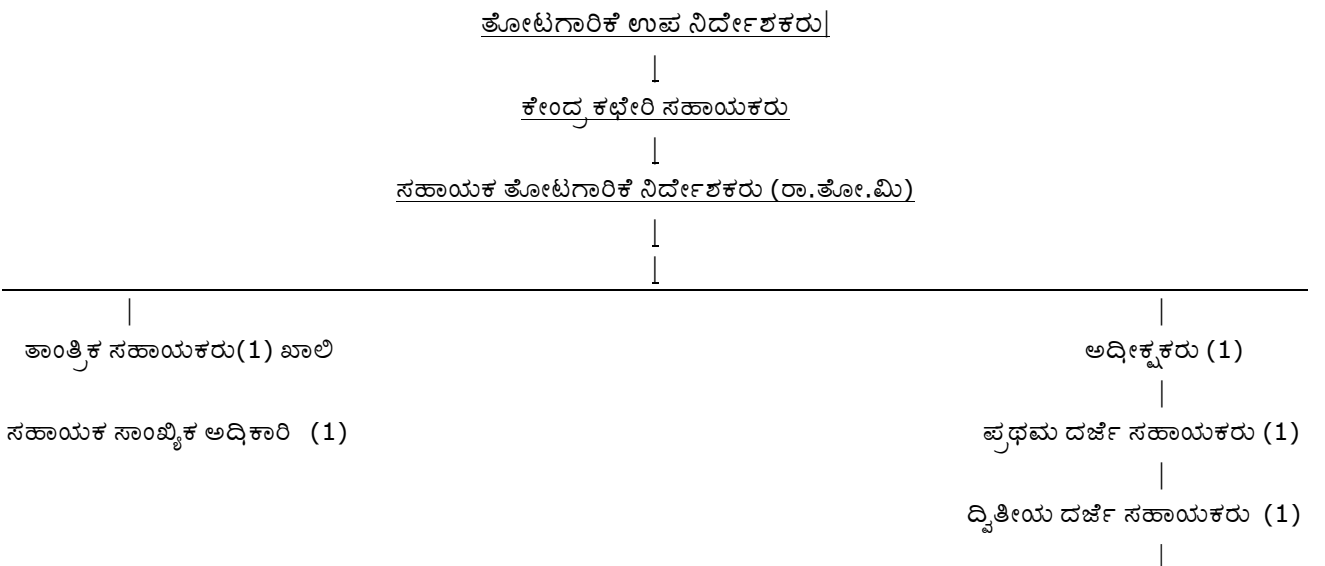 ತೋಟಗಾರಿಕೆ ಉಪ ನಿರ್ದೇಶಕರು|
ಕೇಂದ್ರ ಕಛೇರಿ ಸಹಾಯಕರು
ಸಹಾಯಕ ತೋಟಗಾರಿಕೆ ನಿರ್ದೇಶಕರು (ರಾ.ತೋ.ಮಿ)
ತಾಂತ್ರಿಕ ಸಹಾಯಕರು(1) ಖಾಲಿ
ಅಧೀಕ್ಷಕರು (1)
ಸಹಾಯಕ ಸಾಂಖ್ಯಿಕ ಅಧಿಕಾರಿ (1)
ಪ್ರಥಮ ದರ್ಜೆ ಸಹಾಯಕರು (1)
ದ್ವಿತೀಯ ದರ್ಜೆ ಸಹಾಯಕರು (1)